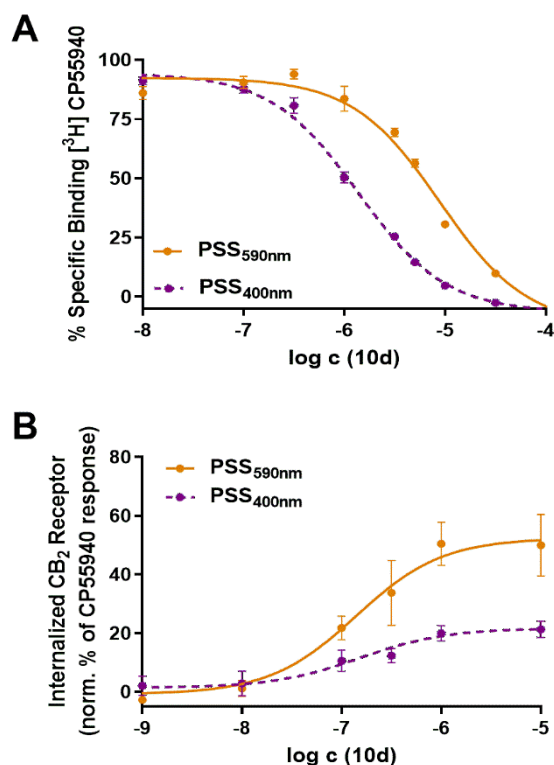 A
% Specific Binding [³H] CP55940
100
75
50
25
0
PSS590nm
PSS400nm
-8
-7
-6
-5
-4
log c (10d)
B
Internalized CB2 Receptor
(norm. % of CP55940 response)
80
60
40
20
0
PSS590nm
PSS400nm
-9
-8
-7
-6
-5
log c (10d)